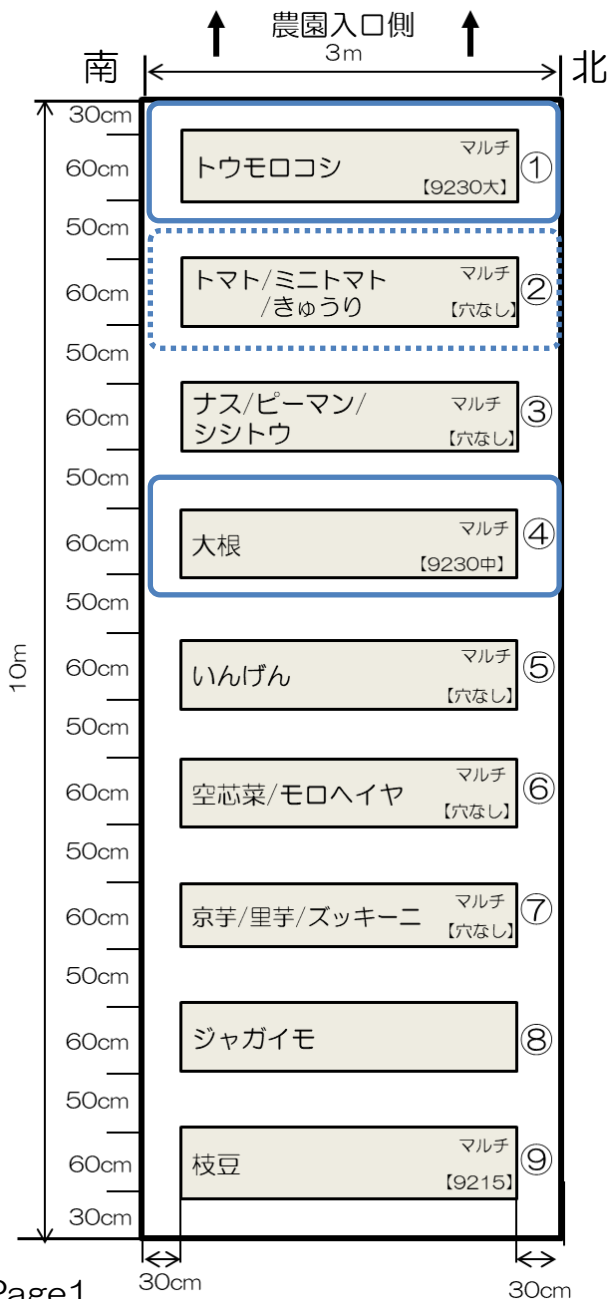 農園入口側
3m
南
北
30cm
60cm
トウモロコシ
マルチ
【9230大】
①
50cm
60cm
トマト/ミニトマト
/きゅうり
マルチ
【穴なし】
②
50cm
60cm
ナス/ピーマン/
シシトウ
マルチ
【穴なし】
③
50cm
60cm
大根
マルチ
【9230中】
④
50cm
10m
60cm
いんげん
マルチ
【穴なし】
⑤
50cm
60cm
空芯菜/モロヘイヤ
マルチ
【穴なし】
⑥
50cm
60cm
京芋/里芋/ズッキーニ
マルチ
【穴なし】
⑦
50cm
60cm
ジャガイモ
⑧
50cm
60cm
枝豆
マルチ
【9215】
⑨
30cm
Page1
30cm
30cm